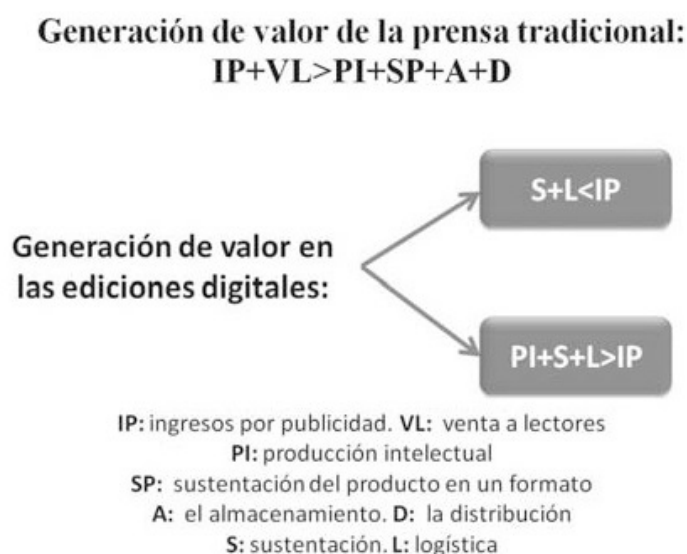 Generación de valor de la prensa tradicional:
IP+VL>PI+SP+A+D
S+L<IP
Generación de valor en
las ediciones digitales:
PI+S+L>IP
IP: ingresos por publicidad. VL: venta a lectores
PI: producción intelectual
SP: sustentación del producto en un formato
A: el almacenamiento. D: la distribución
S: sustentación. L: logística